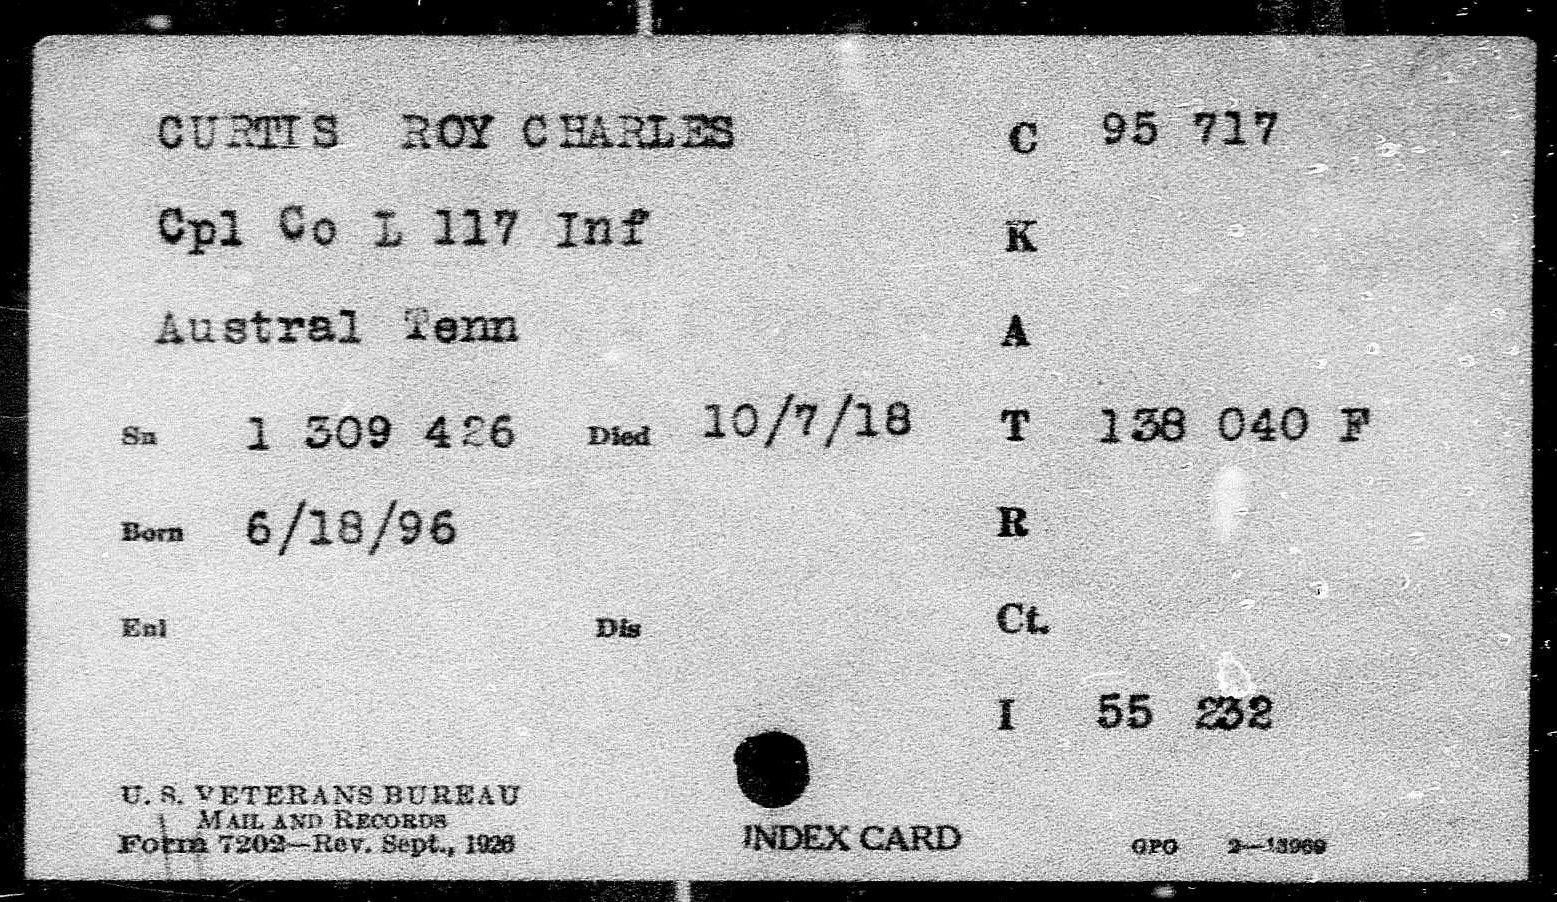 CURTIS ROY CHARLES C 95 717
Cpl Co L 117 Inf K
Austral Tenn A
Sn 1 309 426 Died 10/7/18 T 138 040 F
Born 6/18/96 R
Enl Dis Ct.
I 55 232
U. S. VETERANS BUREAU
MAIL AND RECORDS
Form 7202—Rev. Sept., 1926 INDEX CARD GPO 2—13969